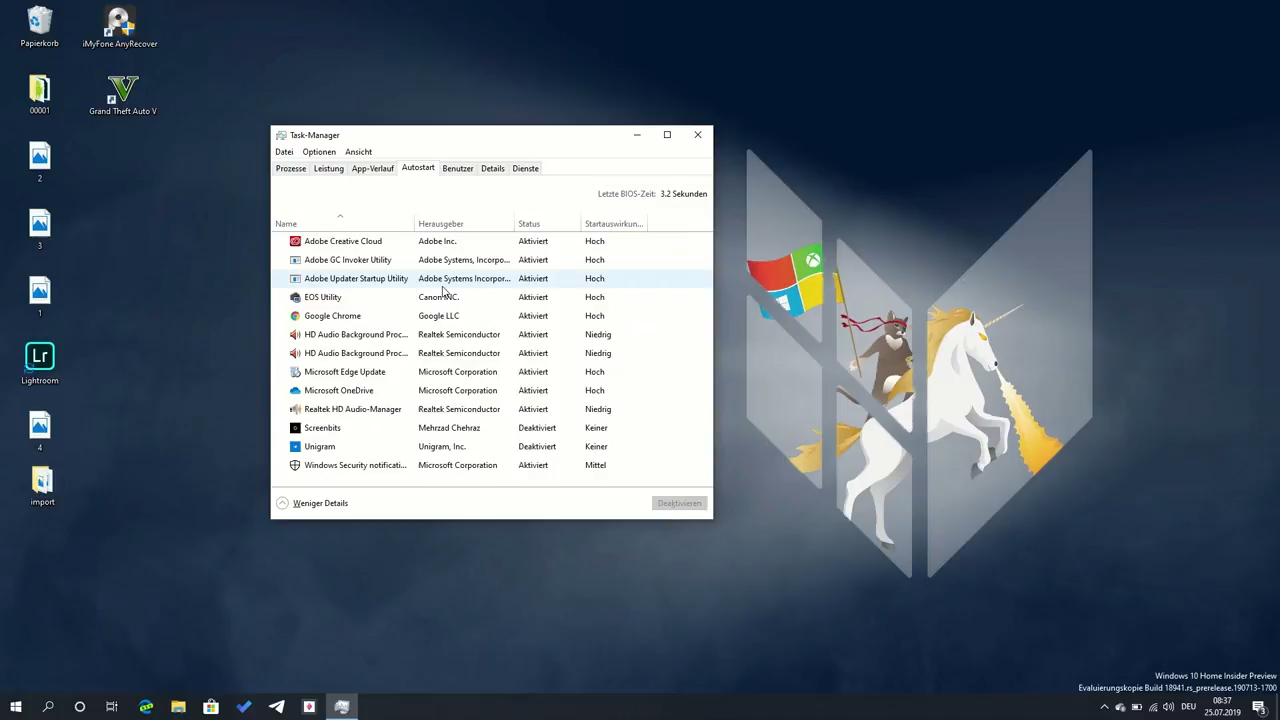 Papierkorb
iMyFone AnyRecover
00001
Grand Theft Auto V
2
3
1
Lr
Lightroom
4
import
Task-Manager
Datei Optionen Ansicht
Prozesse Leistung App-Verlauf Autostart Benutzer Details Dienste
Letzte BIOS-Zeit: 3.2 Sekunden
Name Herausgeber Status Startauswirkun...
Adobe Creative Cloud Adobe Inc. Aktiviert Hoch
Adobe GC Invoker Utility Adobe Systems, Incorpo... Aktiviert Hoch
Adobe Updater Startup Utility Adobe Systems Incorpor... Aktiviert Hoch
EOS Utility Canon INC. Aktiviert Hoch
Google Chrome Google LLC Aktiviert Hoch
HD Audio Background Proc... Realtek Semiconductor Aktiviert Niedrig
HD Audio Background Proc... Realtek Semiconductor Aktiviert Niedrig
Microsoft Edge Update Microsoft Corporation Aktiviert Hoch
Microsoft OneDrive Microsoft Corporation Aktiviert Hoch
Realtek HD Audio-Manager Realtek Semiconductor Aktiviert Niedrig
Screenbits Mehrzad Chehraz Deaktiviert Keiner
Unigram Unigram, Inc. Deaktiviert Keiner
Windows Security notificati... Microsoft Corporation Aktiviert Mittel
Weniger Details Deaktivieren
Windows 10 Home Insider Preview
Evaluierungskopie Build 18941.rs_prerelease.190713-1700
DEU
08:37
25.07.2019
3